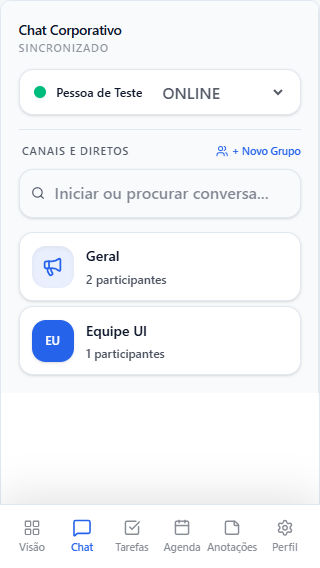 Chat Corporativo
SINCRONIZADO
Pessoa de Teste ONLINE
CANAIS E DIRETOS + Novo Grupo
Iniciar ou procurar conversa...
Geral
2 participantes
EU Equipe UI
1 participantes
Visão Chat Tarefas Agenda Anotações Perfil